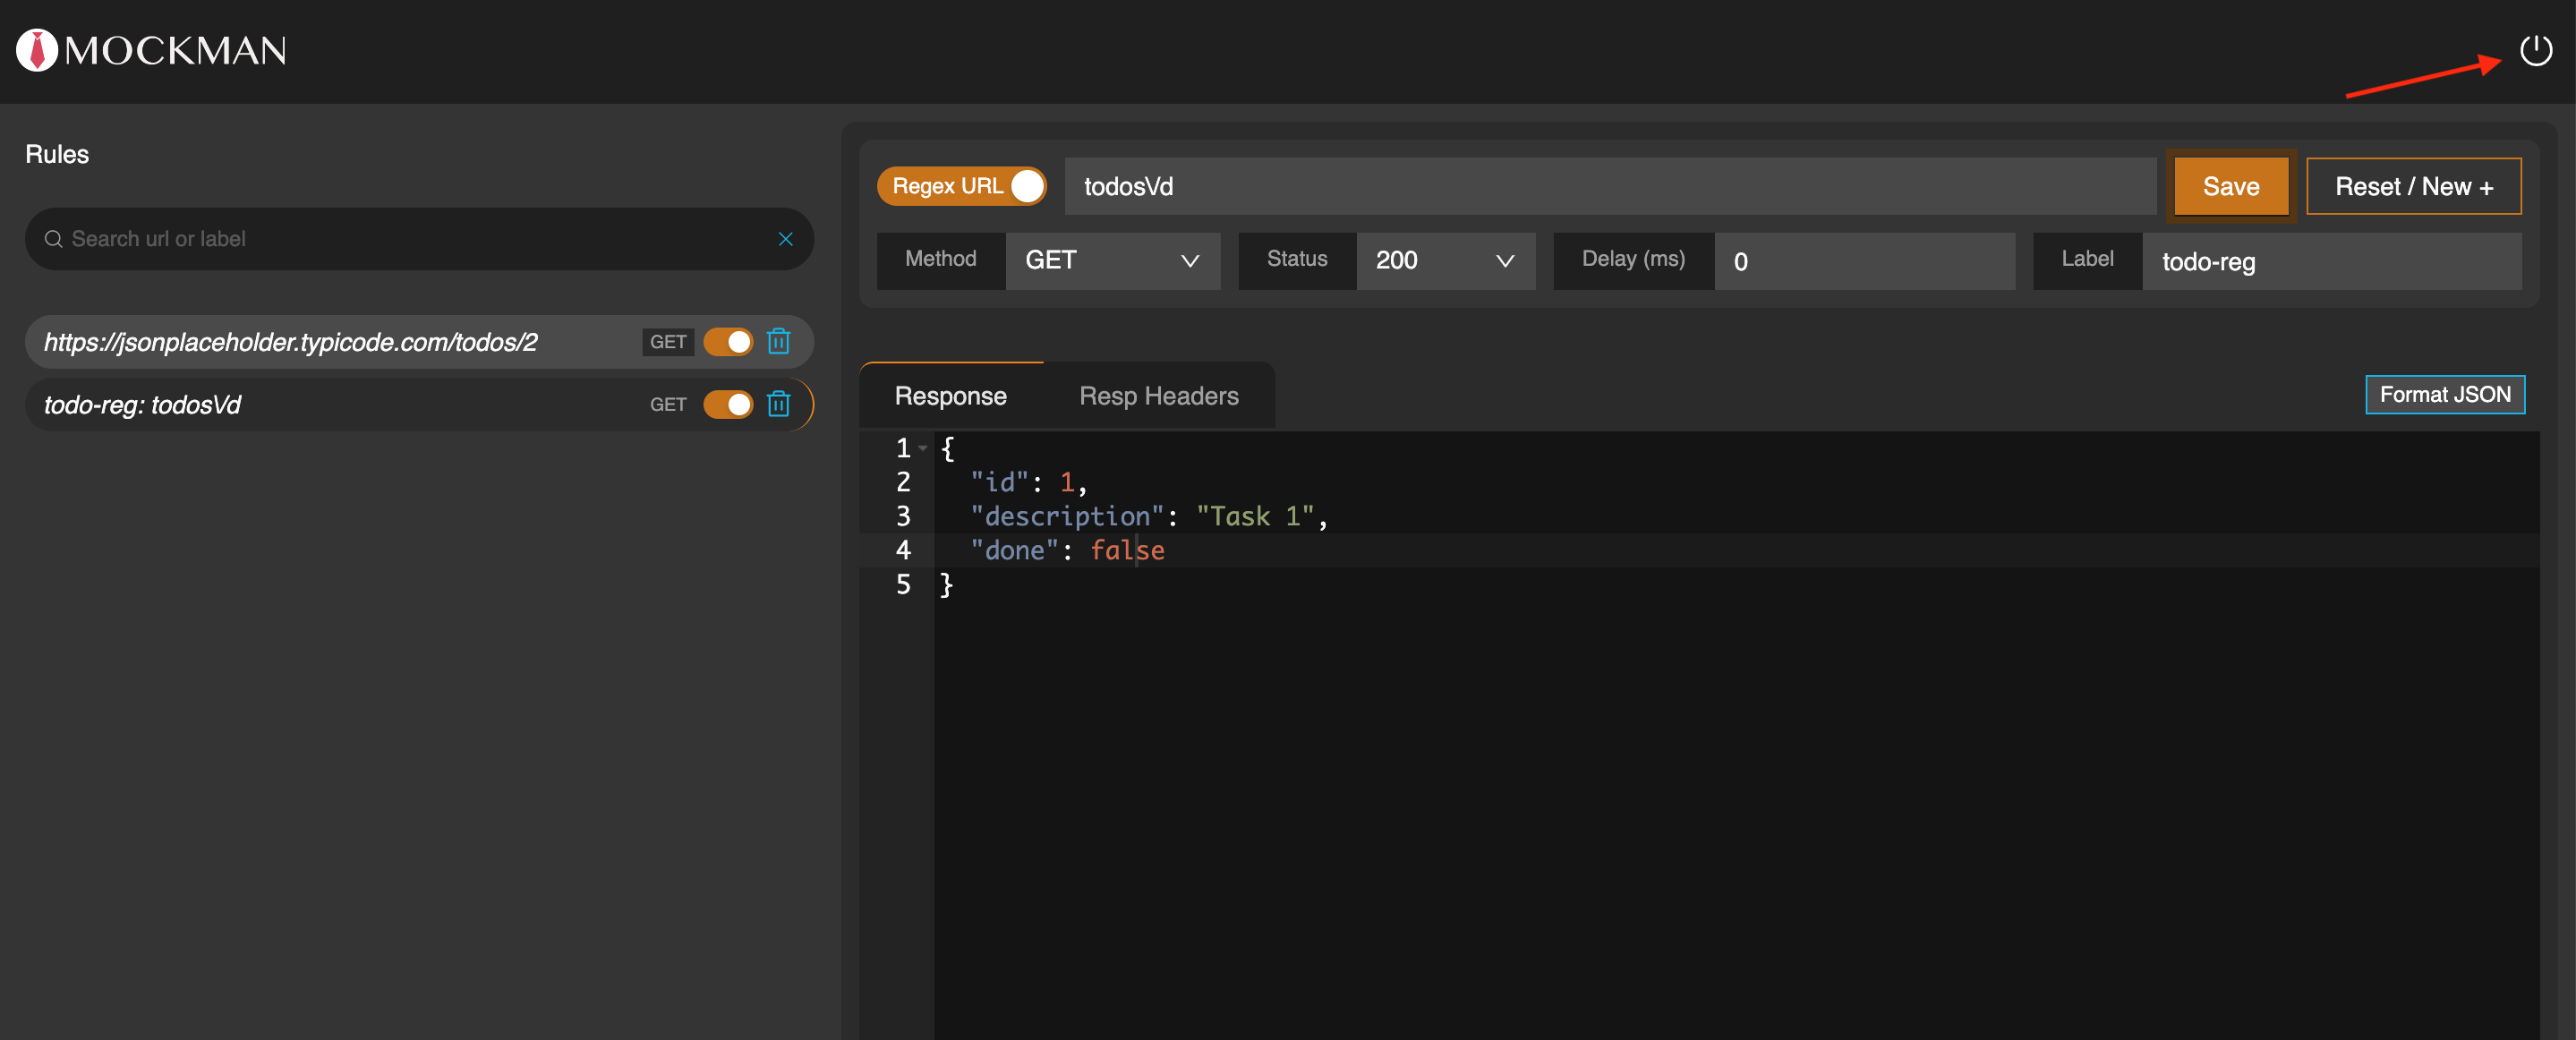 MOCKMAN
Rules
Search url or label
https://jsonplaceholder.typicode.com/todos/2 GET
todo-reg: todos\/d GET
Regex URL todos\/d Save Reset / New +
Method GET Status 200 Delay (ms) 0 Label todo-reg
Response Resp Headers Format JSON
1 {
2 "id": 1,
3 "description": "Task 1",
4 "done": false
5 }